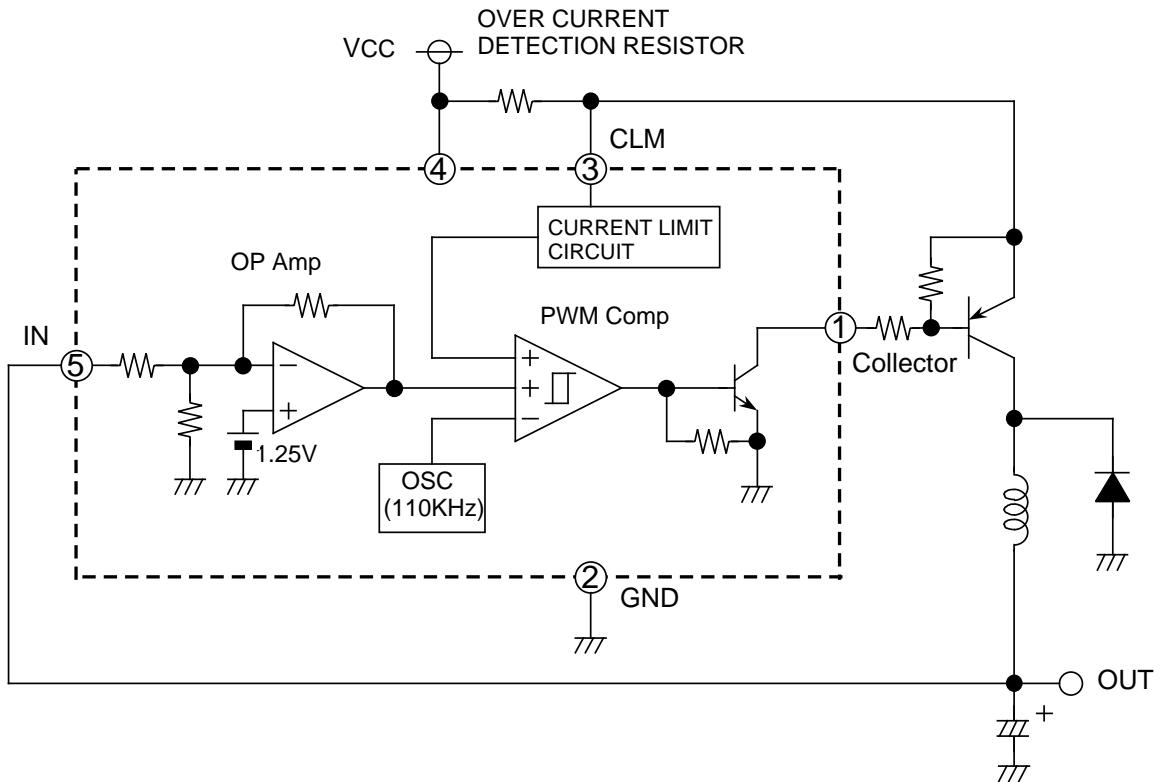 OVER CURRENT
DETECTION RESISTOR
VCC
CLM
4
3
CURRENT LIMIT
CIRCUIT
OP Amp
PWM Comp
IN
5
1
Collector
−
+
1.25V
+
+
−
OSC
(110KHz)
2
GND
OUT
+